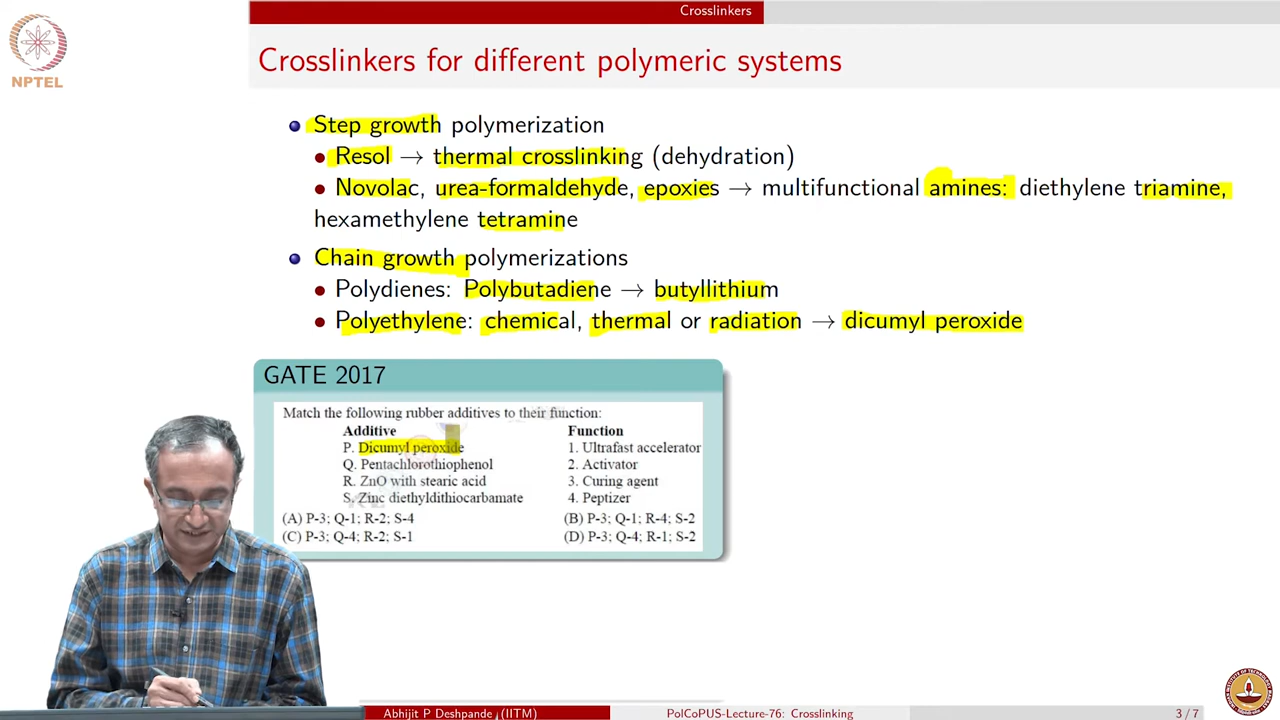 Crosslinkers
NPTEL
Crosslinkers for different polymeric systems
Step growth polymerization
Resol → thermal crosslinking (dehydration)
Novolac, urea-formaldehyde, epoxies → multifunctional amines: diethylene triamine,
hexamethylene tetramine
Chain growth polymerizations
Polydienes: Polybutadiene → butyllithium
Polyethylene: chemical, thermal or radiation → dicumyl peroxide
GATE 2017
Match the following rubber additives to their function:
Additive Function
P. Dicumyl peroxide 1. Ultrafast accelerator
Q. Pentachlorothiophenol 2. Activator
R. ZnO with stearic acid 3. Curing agent
S. Zinc diethyldithiocarbamate 4. Peptizer
(A) P-3; Q-1; R-2; S-4 (B) P-3; Q-1; R-4; S-2
(C) P-3; Q-4; R-2; S-1 (D) P-3; Q-4; R-1; S-2
Abhijit P Deshpande (IITM) PolCoPUS-Lecture-76: Crosslinking 3 / 7